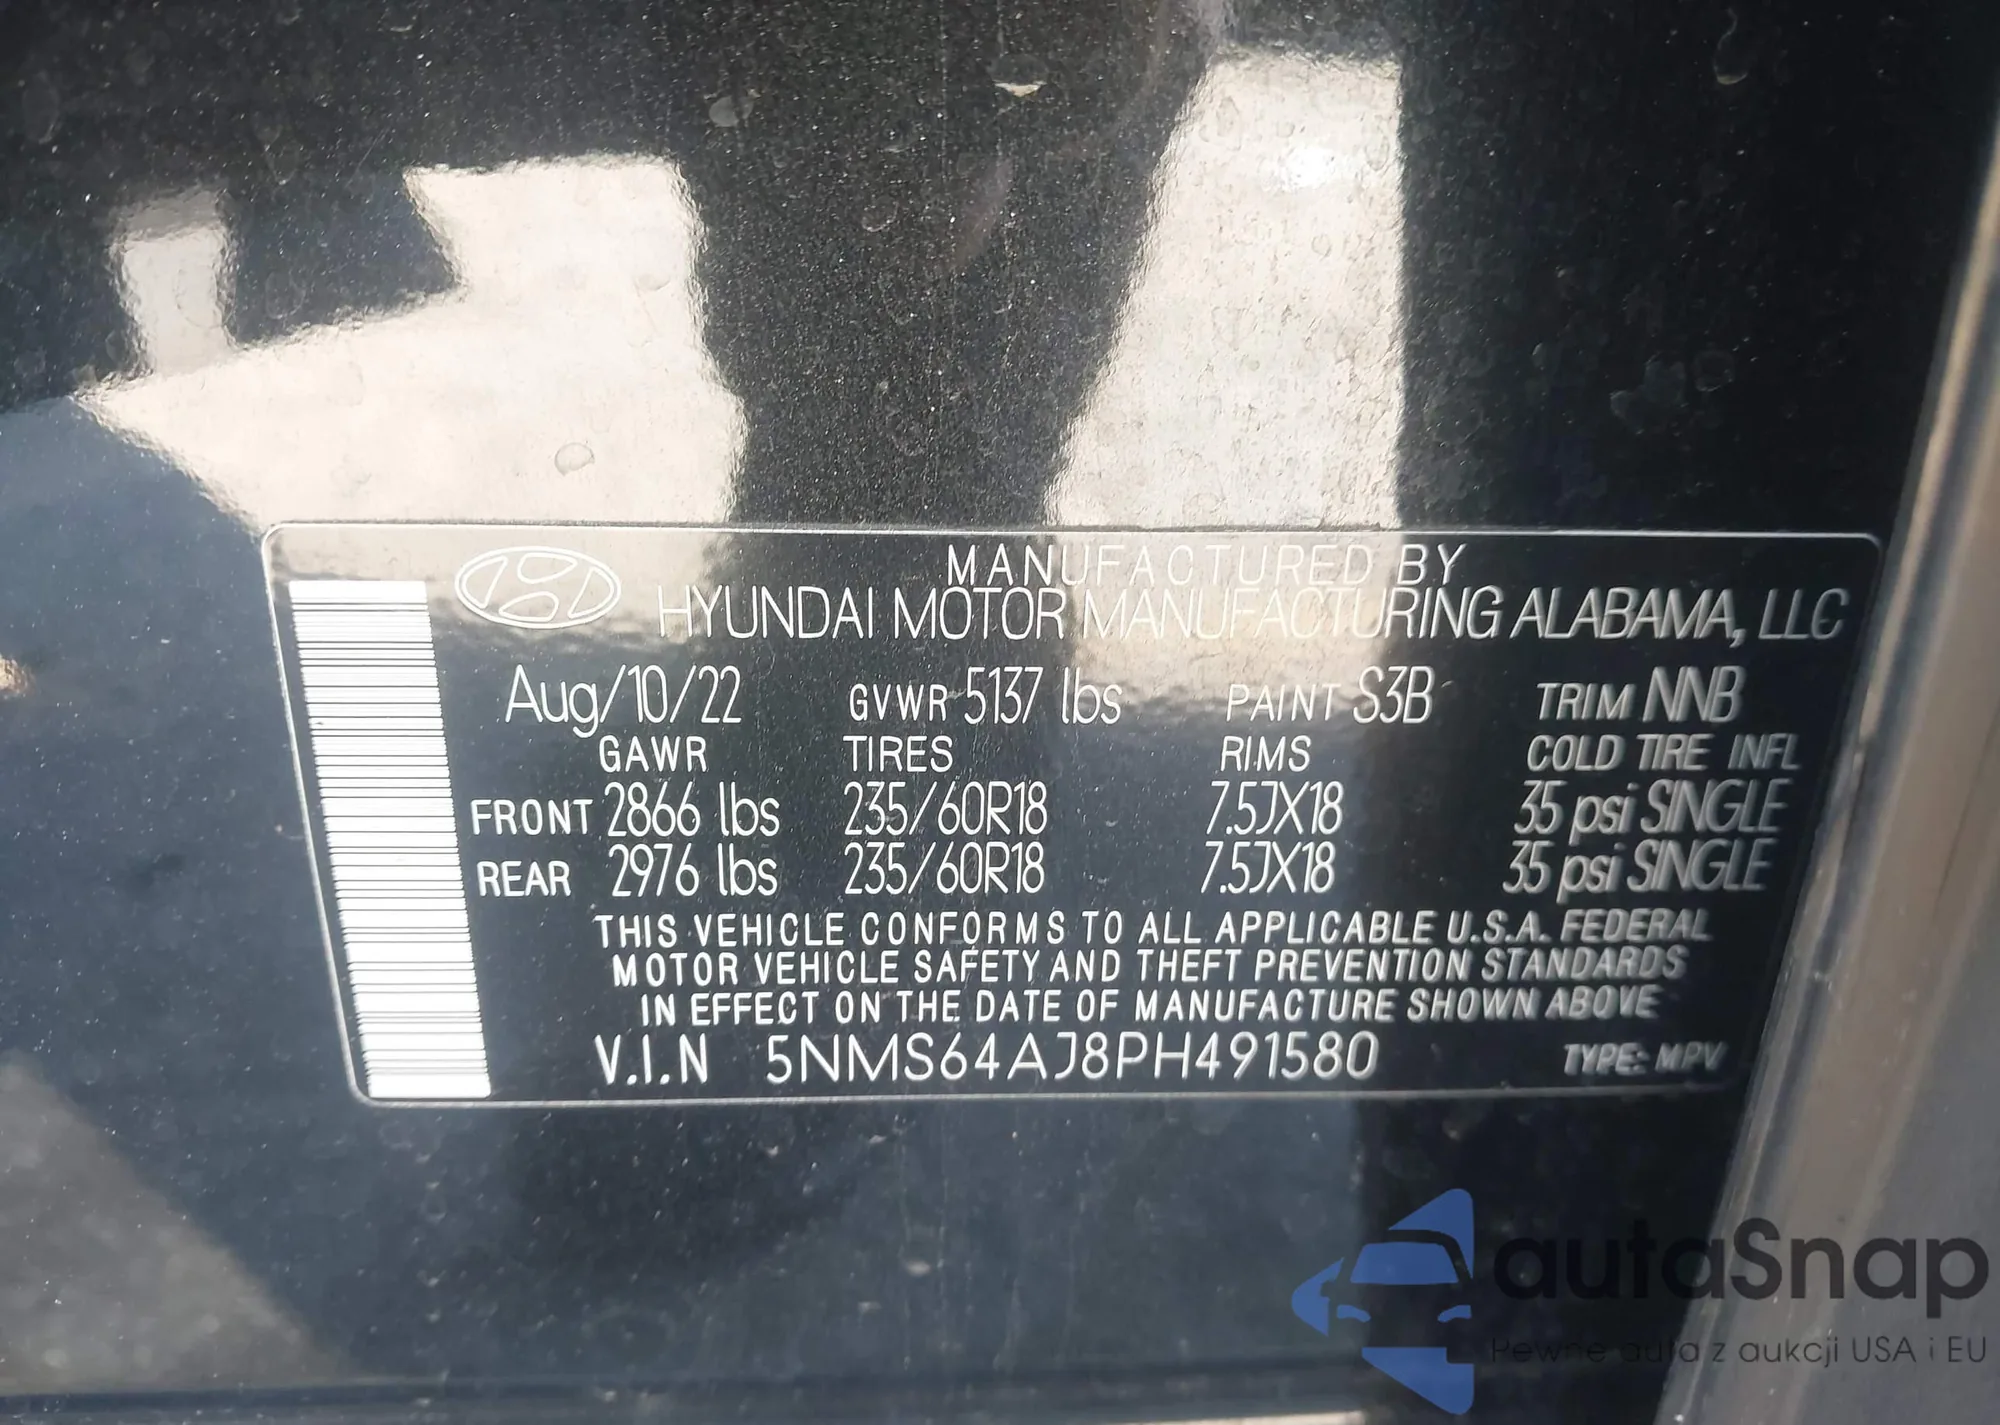 MANUFACTURED BY
HYUNDAI MOTOR MANUFACTURING ALABAMA, LLC
Aug/10/22 GVWR 5137 lbs PAINT S3B TRIM NNB
GAWR TIRES RIMS COLD TIRE INFL
FRONT 2866 lbs 235/60R18 7.5JX18 35 psi SINGLE
REAR 2976 lbs 235/60R18 7.5JX18 35 psi SINGLE
THIS VEHICLE CONFORMS TO ALL APPLICABLE U.S.A. FEDERAL
MOTOR VEHICLE SAFETY AND THEFT PREVENTION STANDARDS
IN EFFECT ON THE DATE OF MANUFACTURE SHOWN ABOVE
V.I.N 5NMS64AJ8PH491580 TYPE: MPV
autaSnap
Pewne auta z aukcji USA i EU